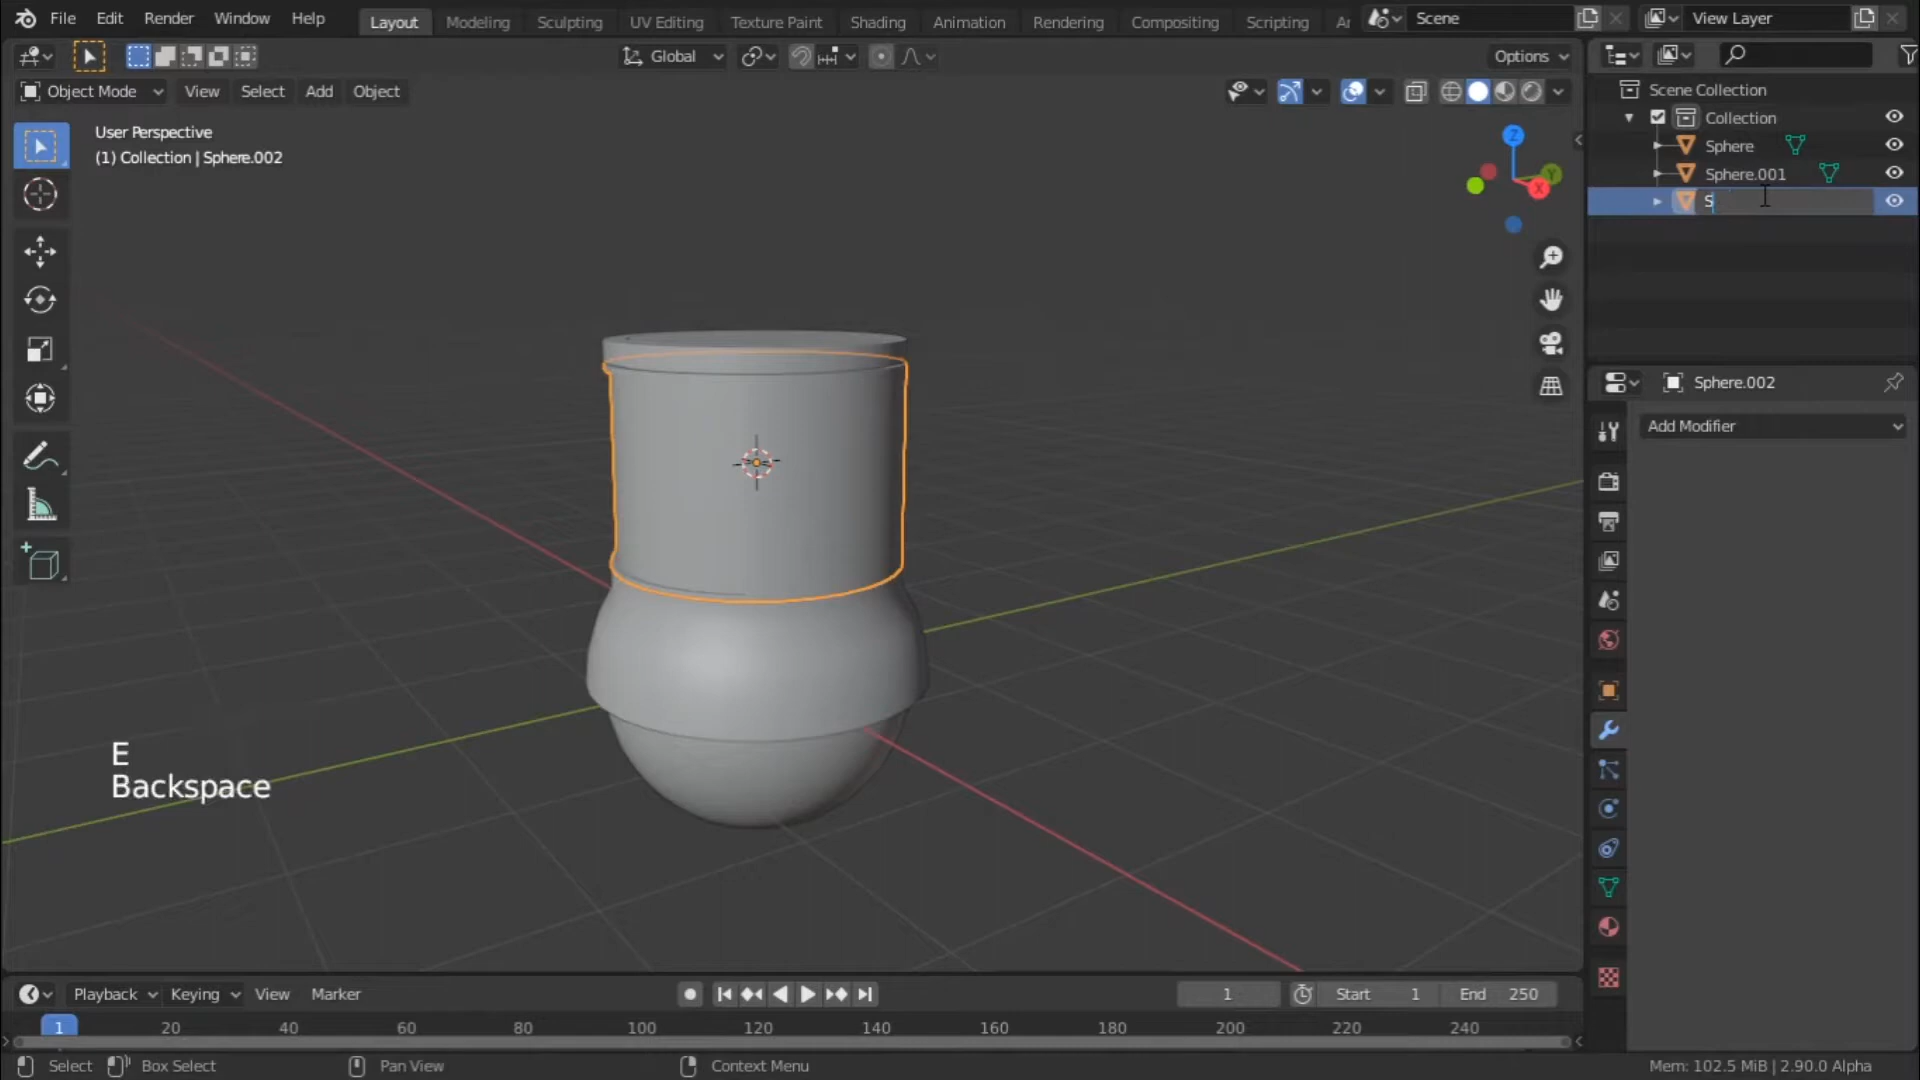 File Edit Render Window Help Layout Modeling Sculpting UV Editing Texture Paint Shading Animation Rendering Compositing Scripting Ar Scene View Layer
Global Options
Object Mode View Select Add Object
User Perspective
(1) Collection | Sphere.002
Z
Y
X
Scene Collection
Collection
Sphere
Sphere.001
S
Sphere.002
Add Modifier
E
Backspace
Playback Keying View Marker 1 Start 1 End 250
1 20 40 60 80 100 120 140 160 180 200 220 240
Select Box Select Pan View Context Menu Mem: 102.5 MiB | 2.90.0 Alpha